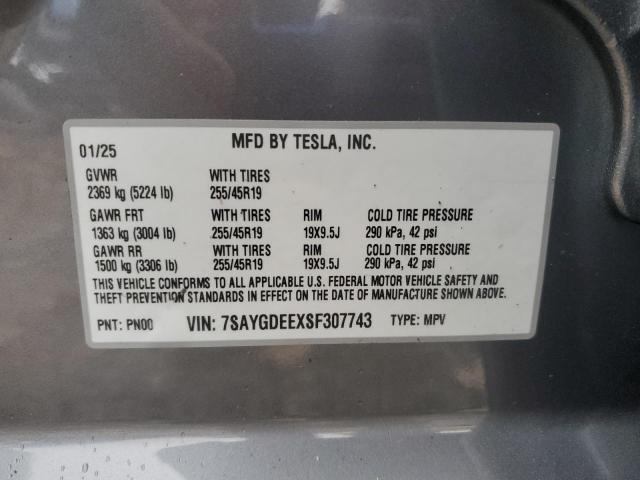 MFD BY TESLA, INC.
01/25
GVWR WITH TIRES
2369 kg (5224 lb) 255/45R19
GAWR FRT WITH TIRES RIM COLD TIRE PRESSURE
1363 kg (3004 lb) 255/45R19 19X9.5J 290 kPa, 42 psi
GAWR RR WITH TIRES RIM COLD TIRE PRESSURE
1500 kg (3306 lb) 255/45R19 19X9.5J 290 kPa, 42 psi
THIS VEHICLE CONFORMS TO ALL APPLICABLE U.S. FEDERAL MOTOR VEHICLE SAFETY AND
THEFT PREVENTION STANDARDS IN EFFECT ON THE DATE OF MANUFACTURE SHOWN ABOVE.
PNT: PN00 VIN: 7SAYGDEEXSF307743 TYPE: MPV